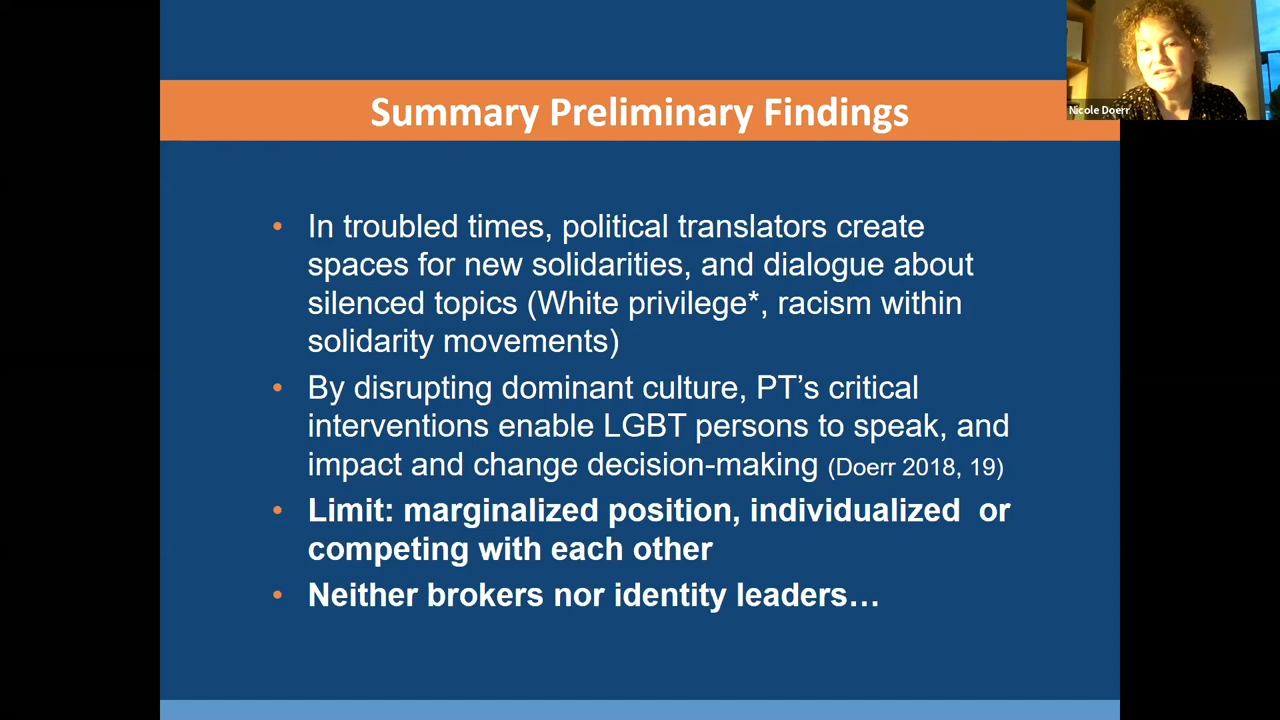 Summary Preliminary Findings
Nicole Doerr
• In troubled times, political translators create
spaces for new solidarities, and dialogue about
silenced topics (White privilege*, racism within
solidarity movements)
• By disrupting dominant culture, PT’s critical
interventions enable LGBT persons to speak, and
impact and change decision-making (Doerr 2018, 19)
• Limit: marginalized position, individualized or
competing with each other
• Neither brokers nor identity leaders…